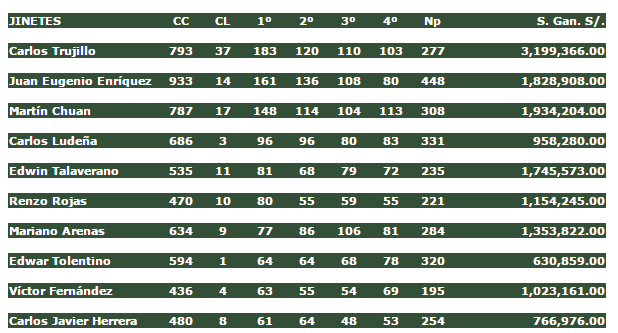 JINETES CC CL 1º 2º 3º 4º Np S. Gan. S/.
Carlos Trujillo 793 37 183 120 110 103 277 3,199,366.00
Juan Eugenio Enríquez 933 14 161 136 108 80 448 1,828,908.00
Martín Chuan 787 17 148 114 104 113 308 1,934,204.00
Carlos Ludeña 686 3 96 96 80 83 331 958,280.00
Edwin Talaverano 535 11 81 68 79 72 235 1,745,573.00
Renzo Rojas 470 10 80 55 59 55 221 1,154,245.00
Mariano Arenas 634 9 77 86 106 81 284 1,353,822.00
Edwar Tolentino 594 1 64 64 68 78 320 630,859.00
Víctor Fernández 436 4 63 55 54 69 195 1,023,161.00
Carlos Javier Herrera 480 8 61 64 48 53 254 766,976.00